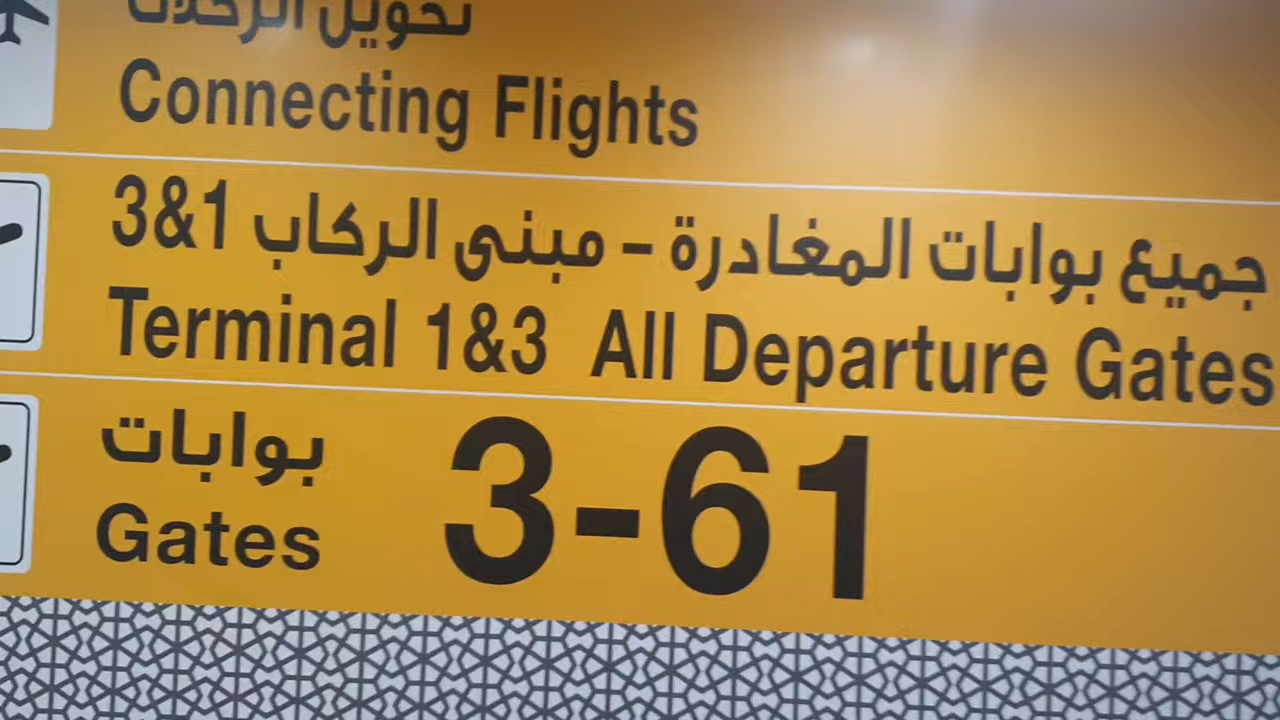 تحويل الرحلات
Connecting Flights
جميع بوابات المغادرة - مبنى الركاب 1&3
Terminal 1&3 All Departure Gates
بوابات
Gates
3-61